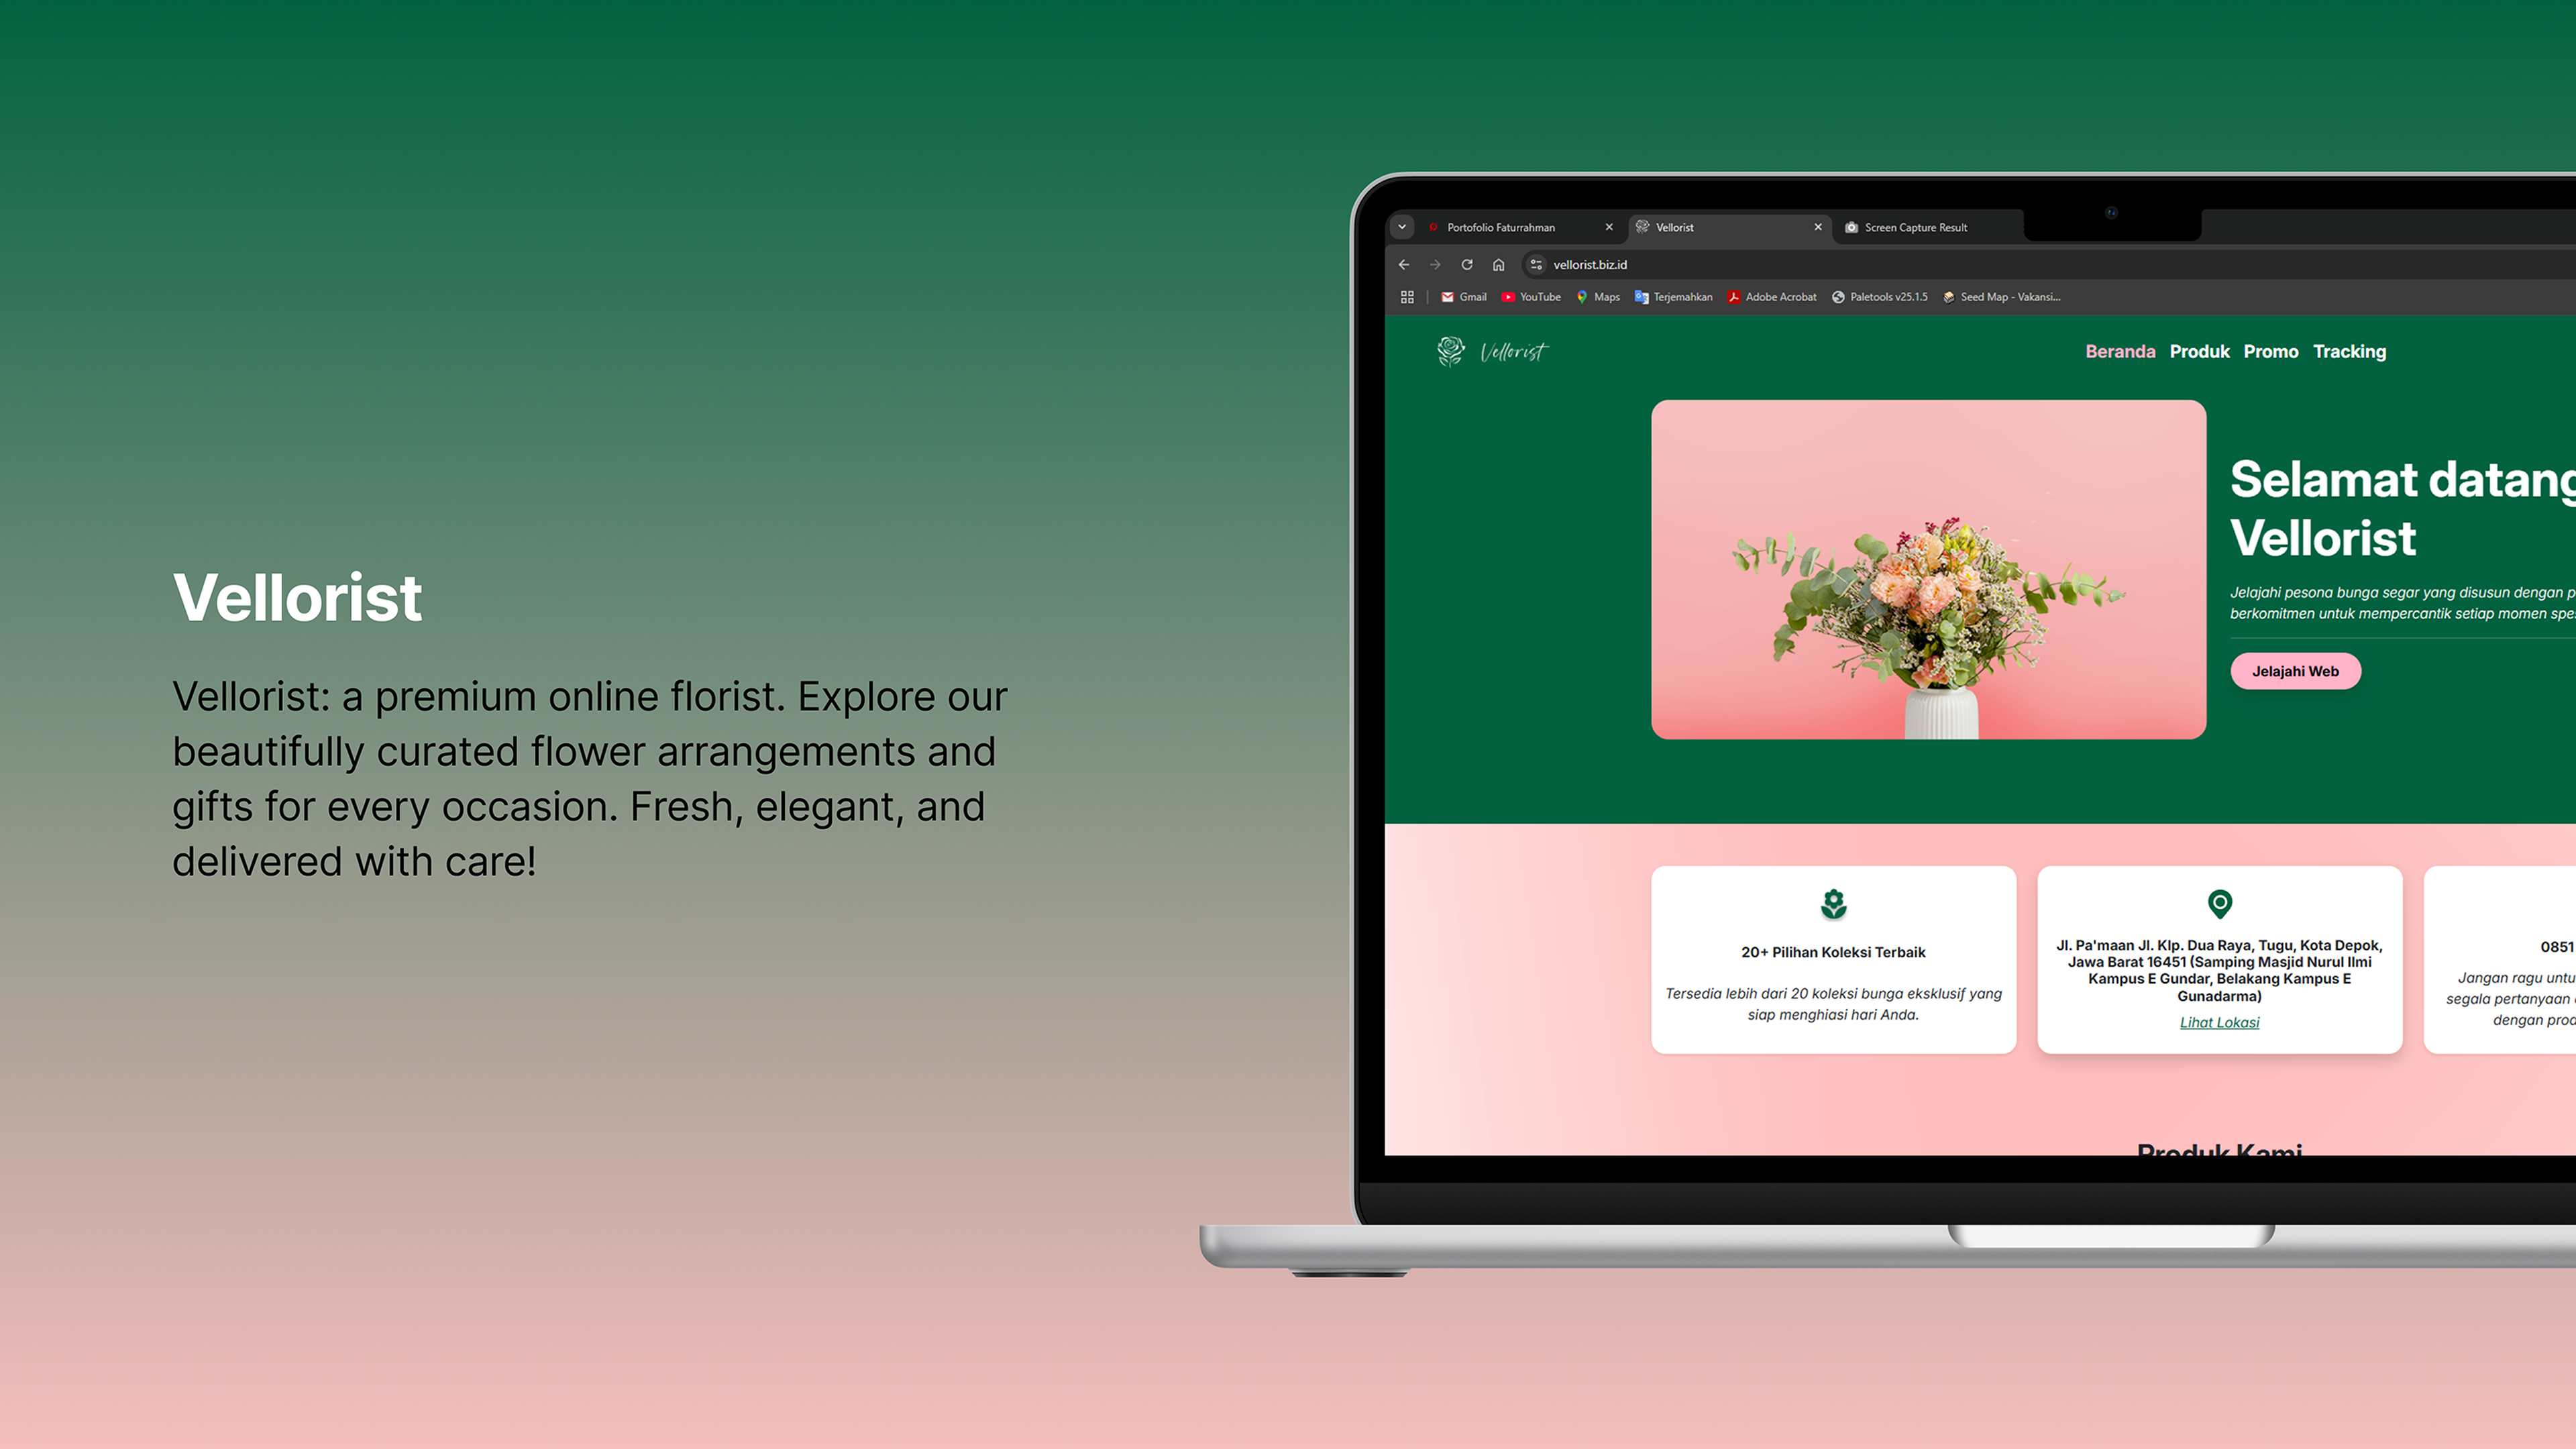 Vellorist
Vellorist: a premium online florist. Explore our
beautifully curated flower arrangements and
gifts for every occasion. Fresh, elegant, and
delivered with care!
Portofolio Faturrahman
Vellorist
Screen Capture Result
vellorist.biz.id
Gmail
YouTube
Maps
Terjemahkan
Adobe Acrobat
Paletools v25.1.5
Seed Map - Vakansi...
Vellorist
Beranda Produk Promo Tracking
Selamat datang
Vellorist
Jelajahi pesona bunga segar yang disusun dengan
berkomitmen untuk mempercantik setiap momen
Jelajahi Web
20+ Pilihan Koleksi Terbaik
Tersedia lebih dari 20 koleksi bunga eksklusif yang
siap menghiasi hari Anda.
Jl. Pa'maan Jl. Klp. Dua Raya, Tugu, Kota Depok,
Jawa Barat 16451 (Samping Masjid Nurul Ilmi
Kampus E Gundar, Belakang Kampus E
Gunadarma)
Lihat Lokasi
0851
Jangan ragu
segala pertanyaan
dengan
Produk Kami